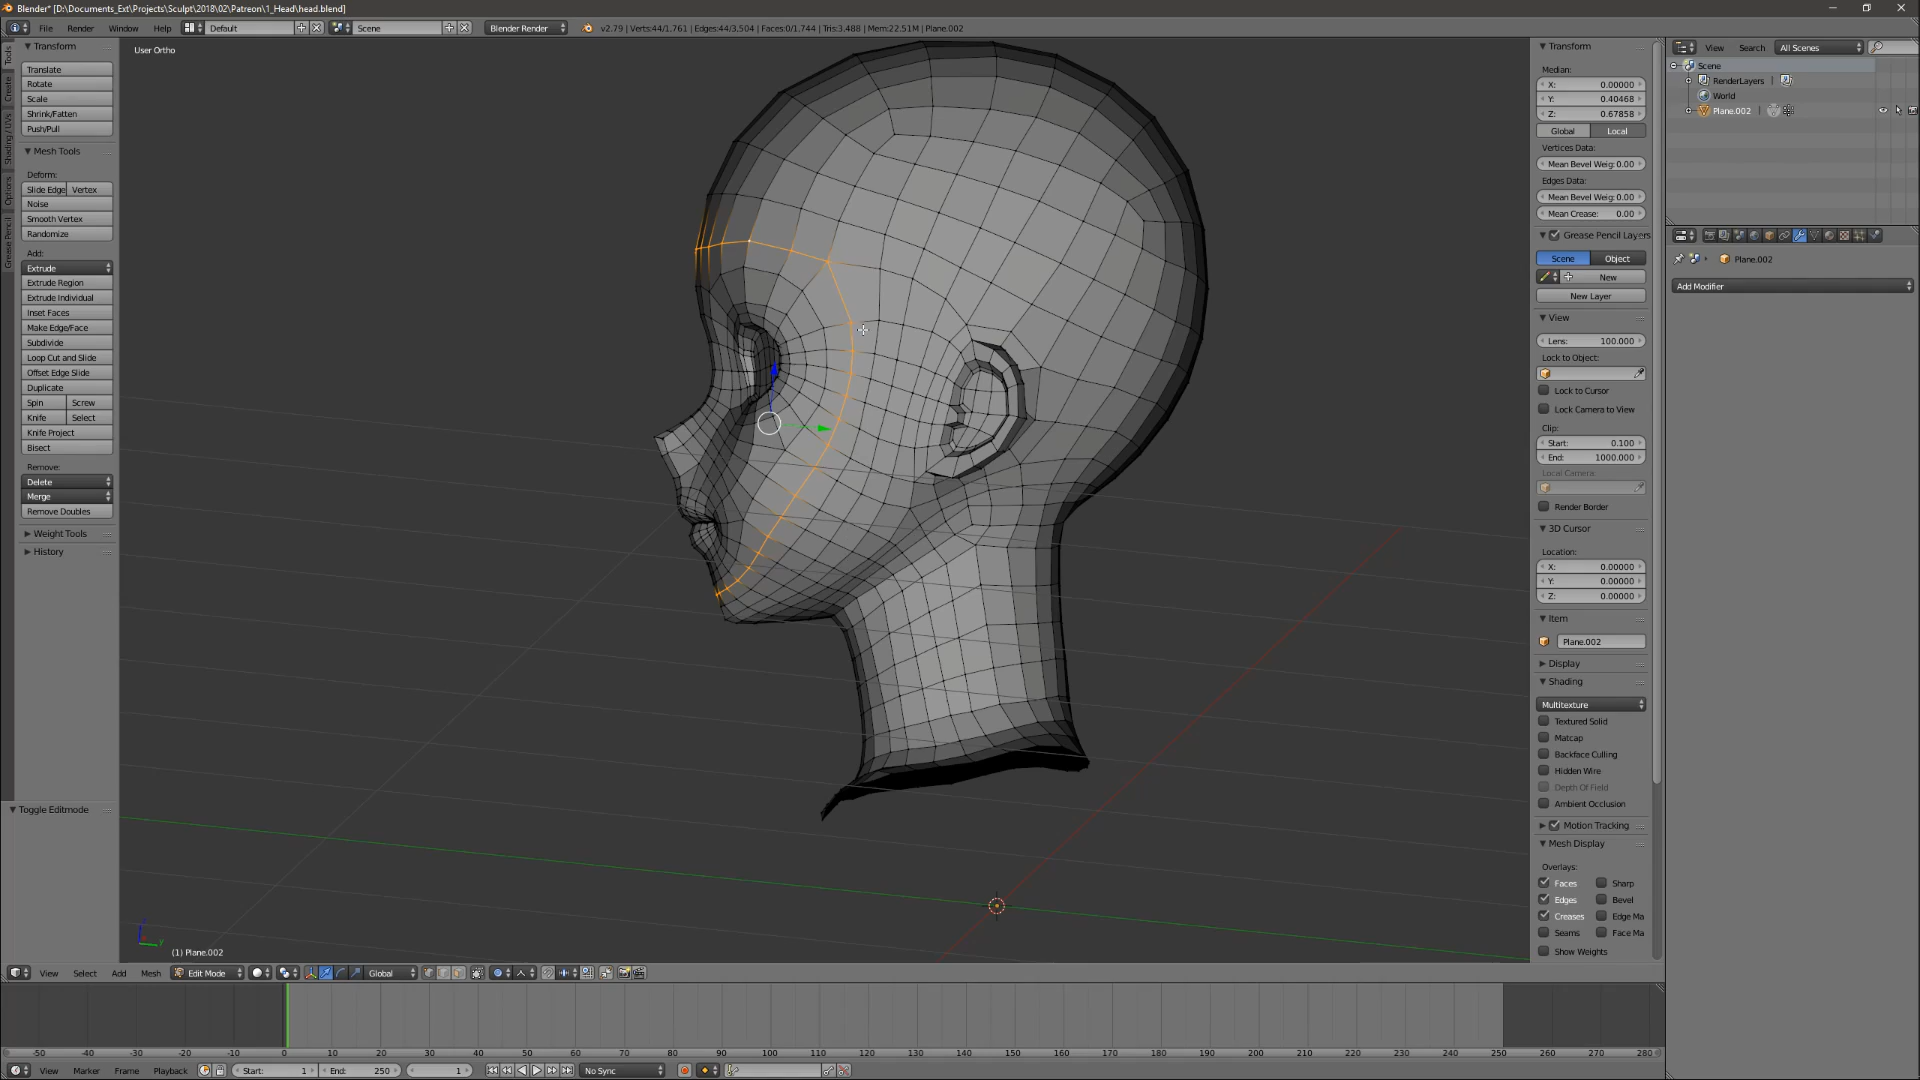 Blender* [D:\Documents_Ext\Projects\Sculpt\2018\02\Patreon\1_Head\head.blend]
File Render Window Help Default Scene Blender Render v2.79 | Verts:44/1,761 | Edges:44/3,504 | Faces:0/1,744 | Tris:3,488 | Mem:22.51M | Plane.002
Tools
Create
Shading / UVs
Options
Grease Pencil
Transform
Translate
Rotate
Scale
Shrink/Fatten
Push/Pull
Mesh Tools
Deform:
Slide Edge Vertex
Noise
Smooth Vertex
Randomize
Add:
Extrude
Extrude Region
Extrude Individual
Inset Faces
Make Edge/Face
Subdivide
Loop Cut and Slide
Offset Edge Slide
Duplicate
Spin Screw
Knife Select
Knife Project
Bisect
Remove:
Delete
Merge
Remove Doubles
Weight Tools
History
Toggle Editmode
User Ortho
(1) Plane.002
Transform
Median:
X: 0.00000
Y: 0.40468
Z: 0.67858
Global Local
Vertices Data:
Mean Bevel Weig: 0.00
Edges Data:
Mean Bevel Weig: 0.00
Mean Crease: 0.00
Grease Pencil Layers
Scene Object
New
New Layer
View
Lens: 100.000
Lock to Object:
Lock to Cursor
Lock Camera to View
Clip:
Start: 0.100
End: 1000.000
Local Camera:
Render Border
3D Cursor
Location:
X: 0.00000
Y: 0.00000
Z: 0.00000
Item
Plane.002
Display
Shading
Multitexture
Textured Solid
Matcap
Backface Culling
Hidden Wire
Depth Of Field
Ambient Occlusion
Motion Tracking
Mesh Display
Overlays:
Faces Sharp
Edges Bevel
Creases Edge Ma
Seams Face Ma
Show Weights
View Search All Scenes
Scene
RenderLayers
World
Plane.002
Plane.002
Add Modifier
View Select Add Mesh Edit Mode Global
-50 -40 -30 -20 -10 0 10 20 30 40 50 60 70 80 90 100 110 120 130 140 150 160 170 180 190 200 210 220 230 240 250 260 270 280
View Marker Frame Playback Start: 1 End: 250 1 No Sync